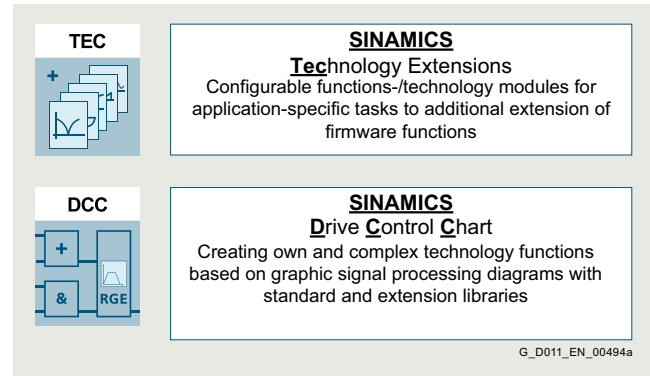 TEC
+
1
SINAMICS
Technology Extensions
Configurable functions-/technology modules for
application-specific tasks to additional extension of
firmware functions
DCC
+
&
RGE
SINAMICS
Drive Control Chart
Creating own and complex technology functions
based on graphic signal processing diagrams with
standard and extension libraries
G_D011_EN_00494a